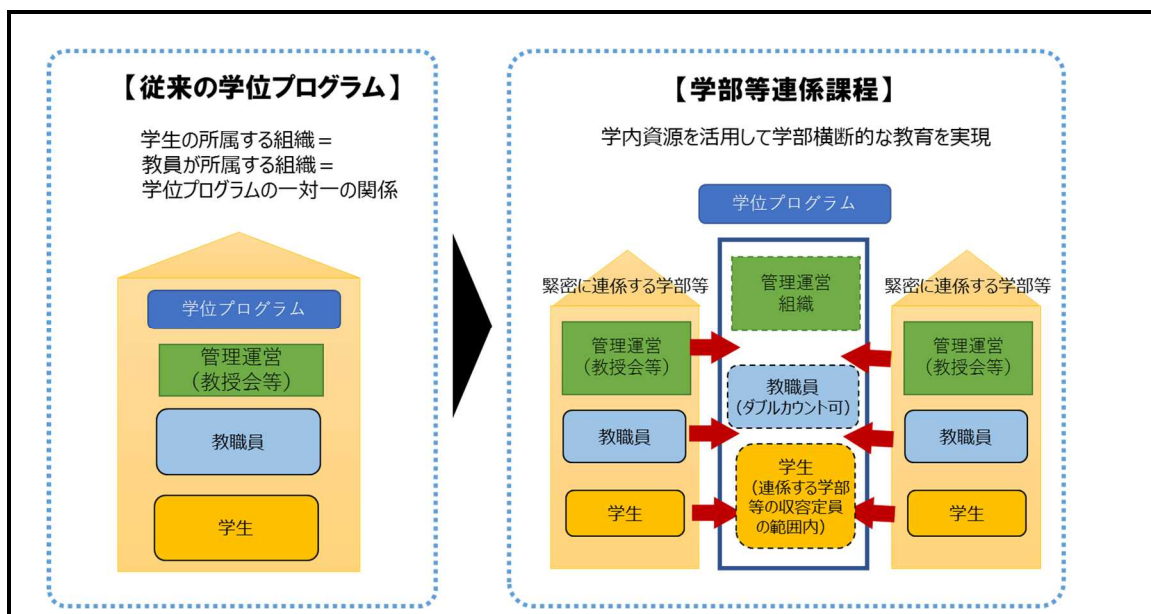 【従来の学位プログラム】
学生の所属する組織＝
教員が所属する組織＝
学位プログラムの一対一の関係
学位プログラム
管理運営
（教授会等）
教職員
学生
【学部等連係課程】
学内資源を活用して学部横断的な教育を実現
学位プログラム
緊密に連係する学部等
管理運営
（教授会等）
教職員
学生
管理運営
組織
教職員
（ダブルカウント可）
学生
（連係する学部
等の収容定員
の範囲内）
緊密に連係する学部等
管理運営
（教授会等）
教職員
学生